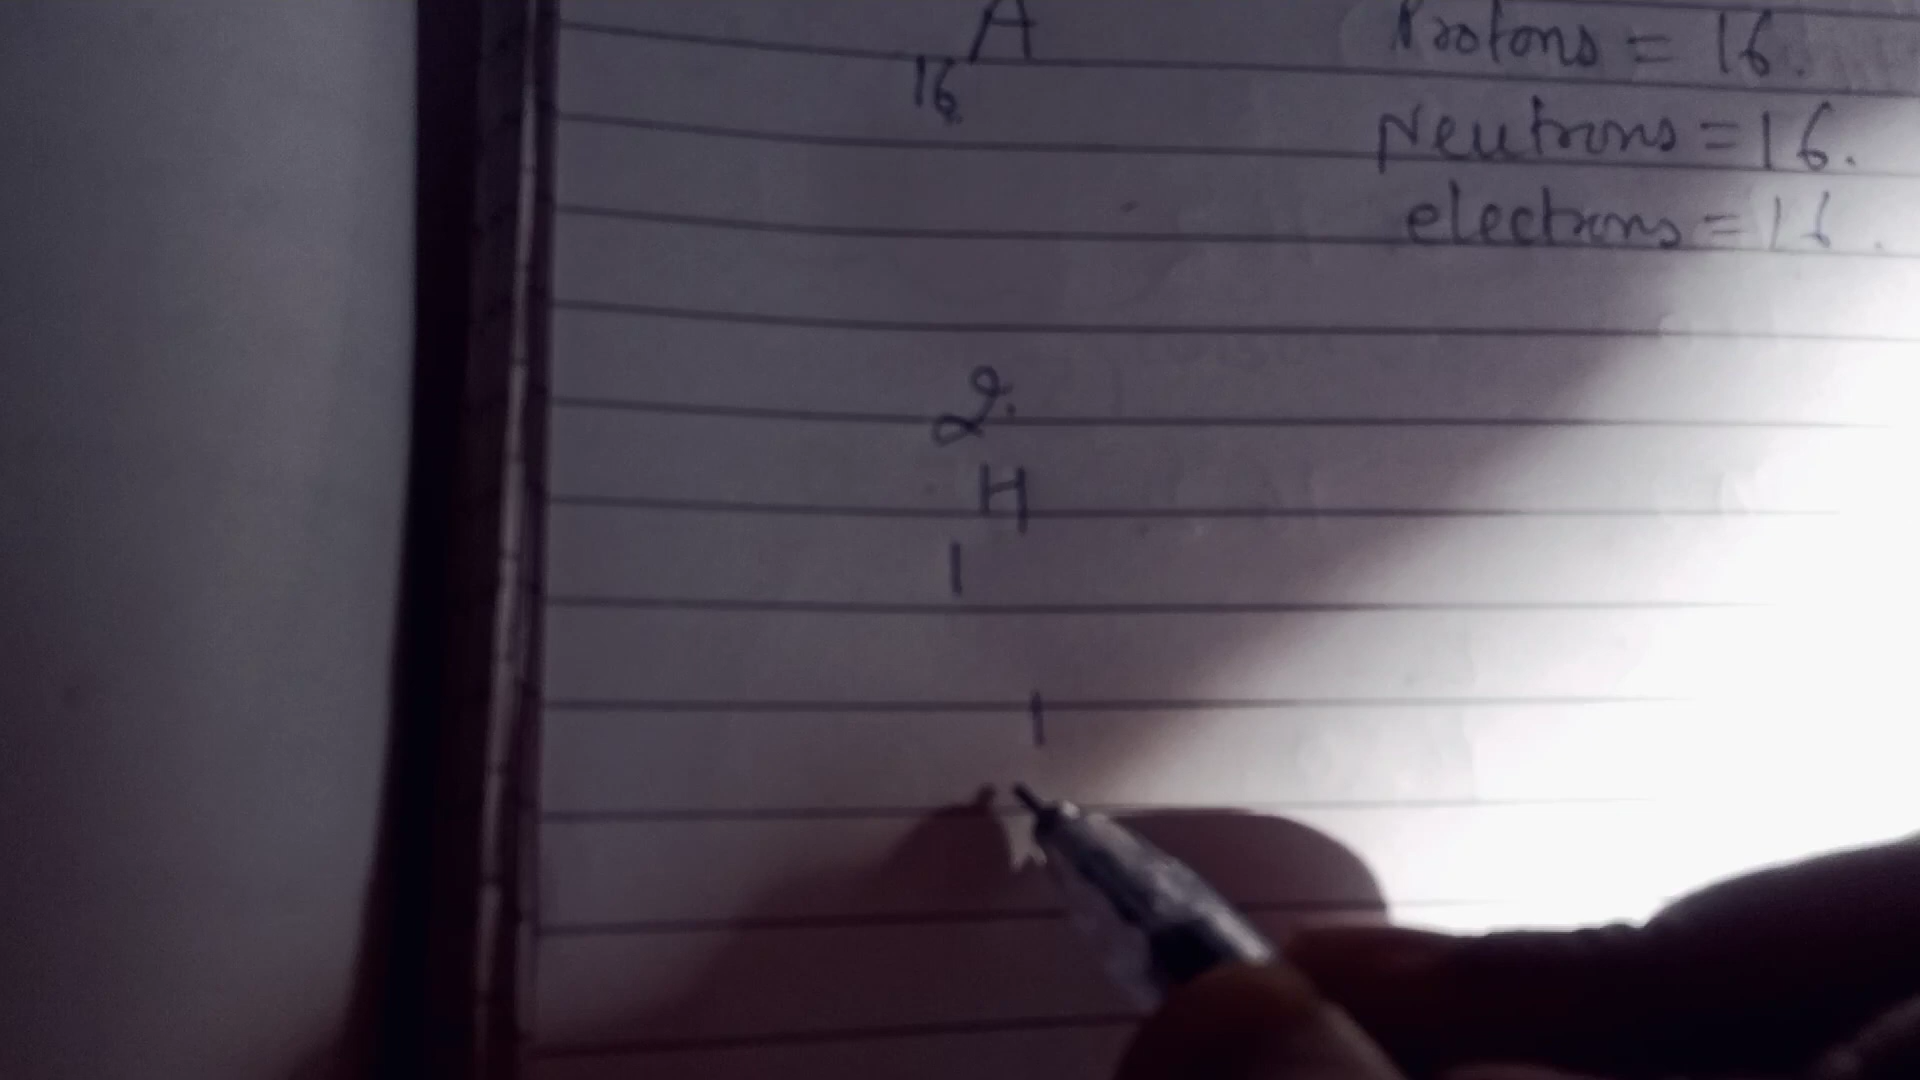 A
16
Protons = 16.
Neutrons = 16.
electrons = 16.
2.
H
1
1